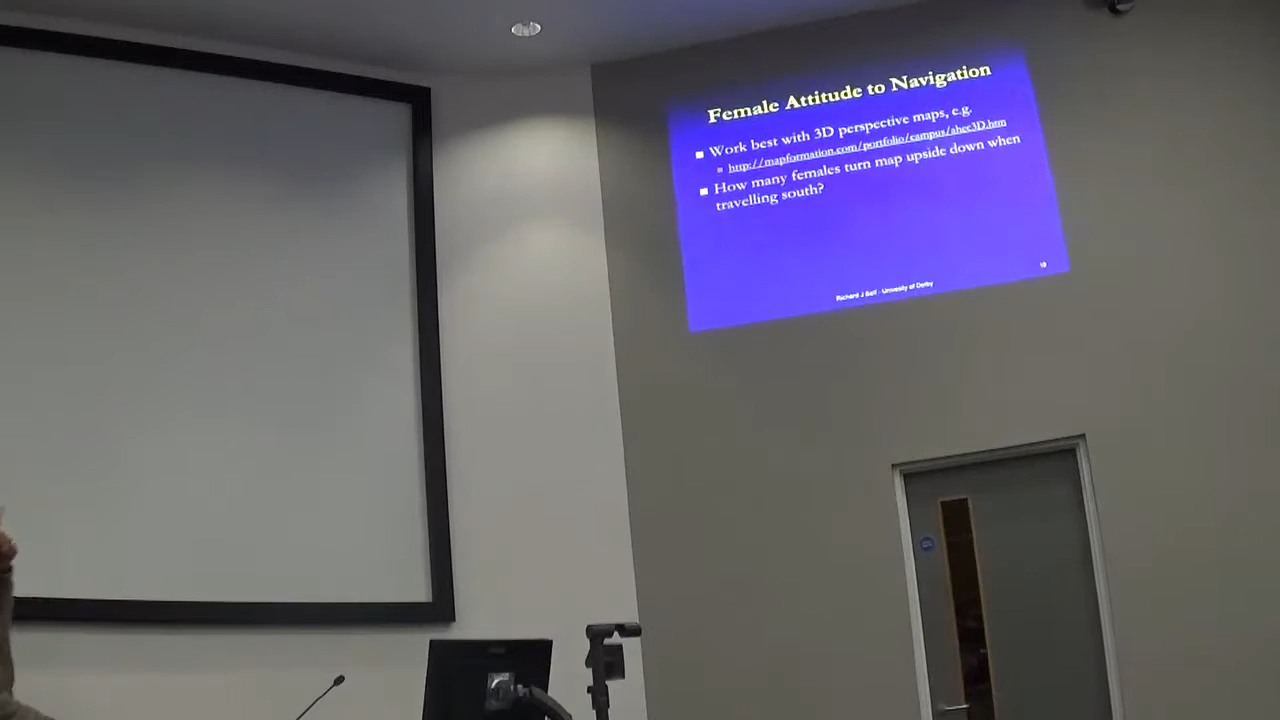 Female Attitude to Navigation
Work best with 3D perspective maps, e.g.
http://mapformation.com/portfolio/campus/ahec3D.htm
How many females turn map upside down when
travelling south?
Richard J Self - University of Derby